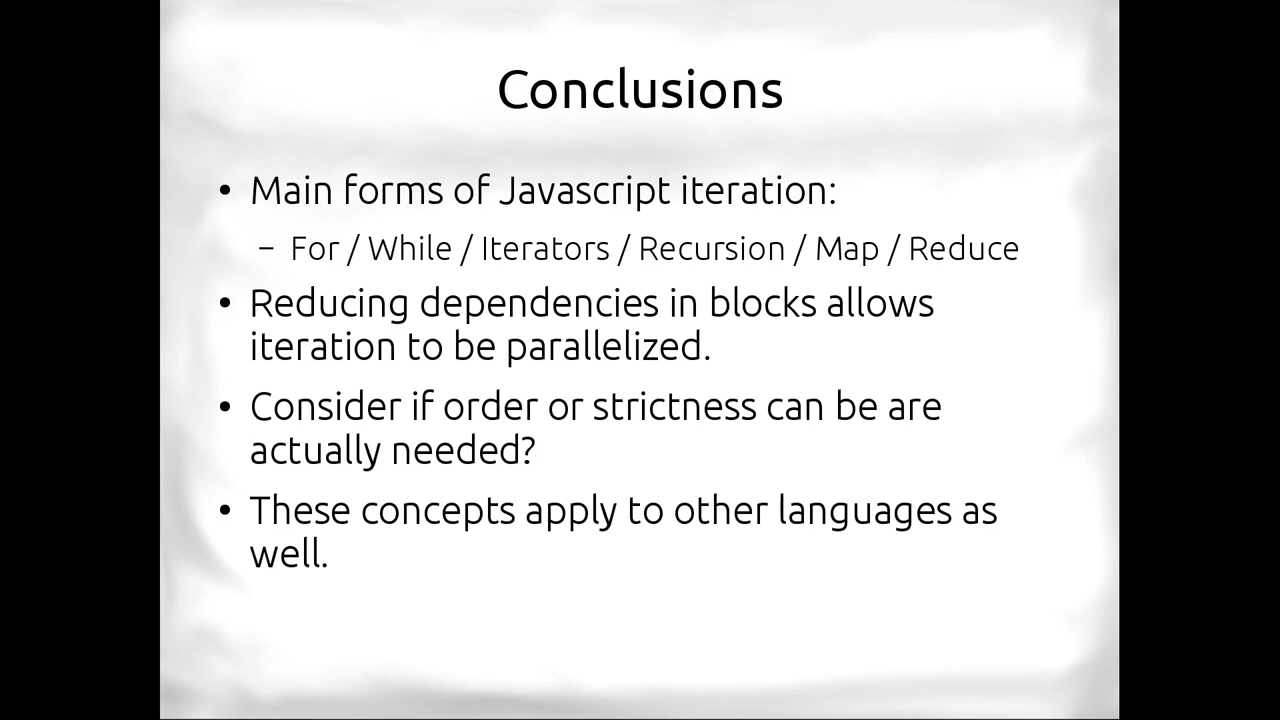 Conclusions
• Main forms of Javascript iteration:
– For / While / Iterators / Recursion / Map / Reduce
• Reducing dependencies in blocks allows
iteration to be parallelized.
• Consider if order or strictness can be are
actually needed?
• These concepts apply to other languages as
well.